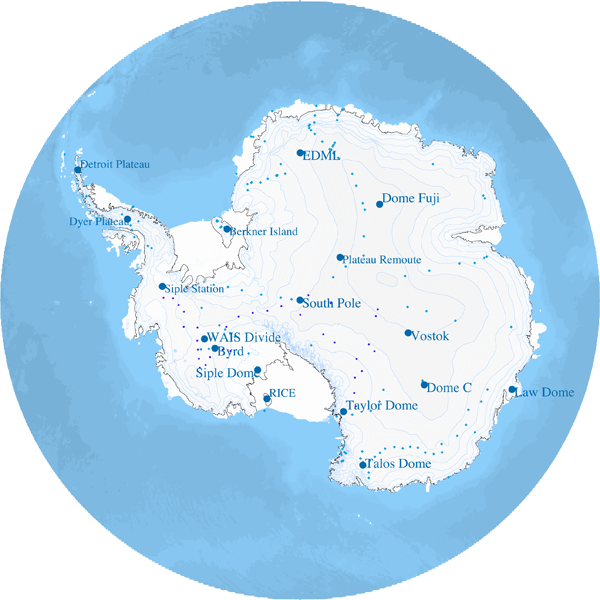 EDML
Detroit Plateau
Dome Fuji
Dyer Plateau
Berkner Island
Plateau Remoute
Siple Station
South Pole
WAIS Divide
Vostok
Byrd
Siple Dome
Dome C
RICE
Law Dome
Taylor Dome
Talos Dome